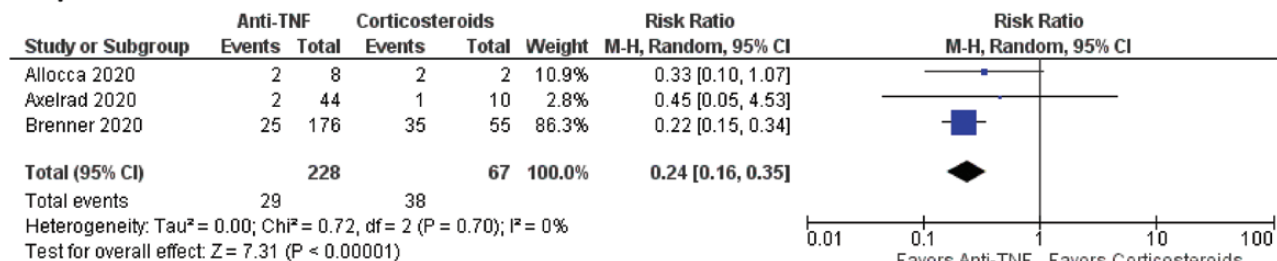 Anti-TNF Corticosteroids Risk Ratio Risk Ratio
Study or Subgroup Events Total Events Total Weight M-H, Random, 95% CI M-H, Random, 95% CI
Allocca 2020 2 8 2 2 10.9% 0.33 [0.10, 1.07]
Axelrad 2020 2 44 1 10 2.8% 0.45 [0.05, 4.53]
Brenner 2020 25 176 35 55 86.3% 0.22 [0.15, 0.34]
Total (95% CI) 228 67 100.0% 0.24 [0.16, 0.35]
Total events 29 38
Heterogeneity: Tau² = 0.00; Chi² = 0.72, df = 2 (P = 0.70); I² = 0%
Test for overall effect: Z = 7.31 (P < 0.00001)
0.01 0.1 1 10 100
Favors Anti-TNF Favors Corticosteroids